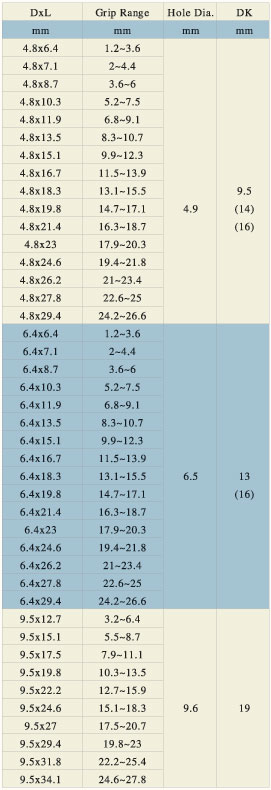 DxL Grip Range Hole Dia. DK
mm mm mm mm
4.8x6.4 1.2~3.6
4.8x7.1 2~4.4
4.8x8.7 3.6~6
4.8x10.3 5.2~7.5
4.8x11.9 6.8~9.1
4.8x13.5 8.3~10.7
4.8x15.1 9.9~12.3
4.8x16.7 11.5~13.9
4.8x18.3 13.1~15.5 9.5
4.8x19.8 14.7~17.1 4.9 (14)
4.8x21.4 16.3~18.7 (16)
4.8x23 17.9~20.3
4.8x24.6 19.4~21.8
4.8x26.2 21~23.4
4.8x27.8 22.6~25
4.8x29.4 24.2~26.6
6.4x6.4 1.2~3.6
6.4x7.1 2~4.4
6.4x8.7 3.6~6
6.4x10.3 5.2~7.5
6.4x11.9 6.8~9.1
6.4x13.5 8.3~10.7
6.4x15.1 9.9~12.3
6.4x16.7 11.5~13.9
6.4x18.3 13.1~15.5 6.5 13
6.4x19.8 14.7~17.1 (16)
6.4x21.4 16.3~18.7
6.4x23 17.9~20.3
6.4x24.6 19.4~21.8
6.4x26.2 21~23.4
6.4x27.8 22.6~25
6.4x29.4 24.2~26.6
9.5x12.7 3.2~6.4
9.5x15.1 5.5~8.7
9.5x17.5 7.9~11.1
9.5x19.8 10.3~13.5
9.5x22.2 12.7~15.9
9.5x24.6 15.1~18.3 9.6 19
9.5x27 17.5~20.7
9.5x29.4 19.8~23
9.5x31.8 22.2~25.4
9.5x34.1 24.6~27.8